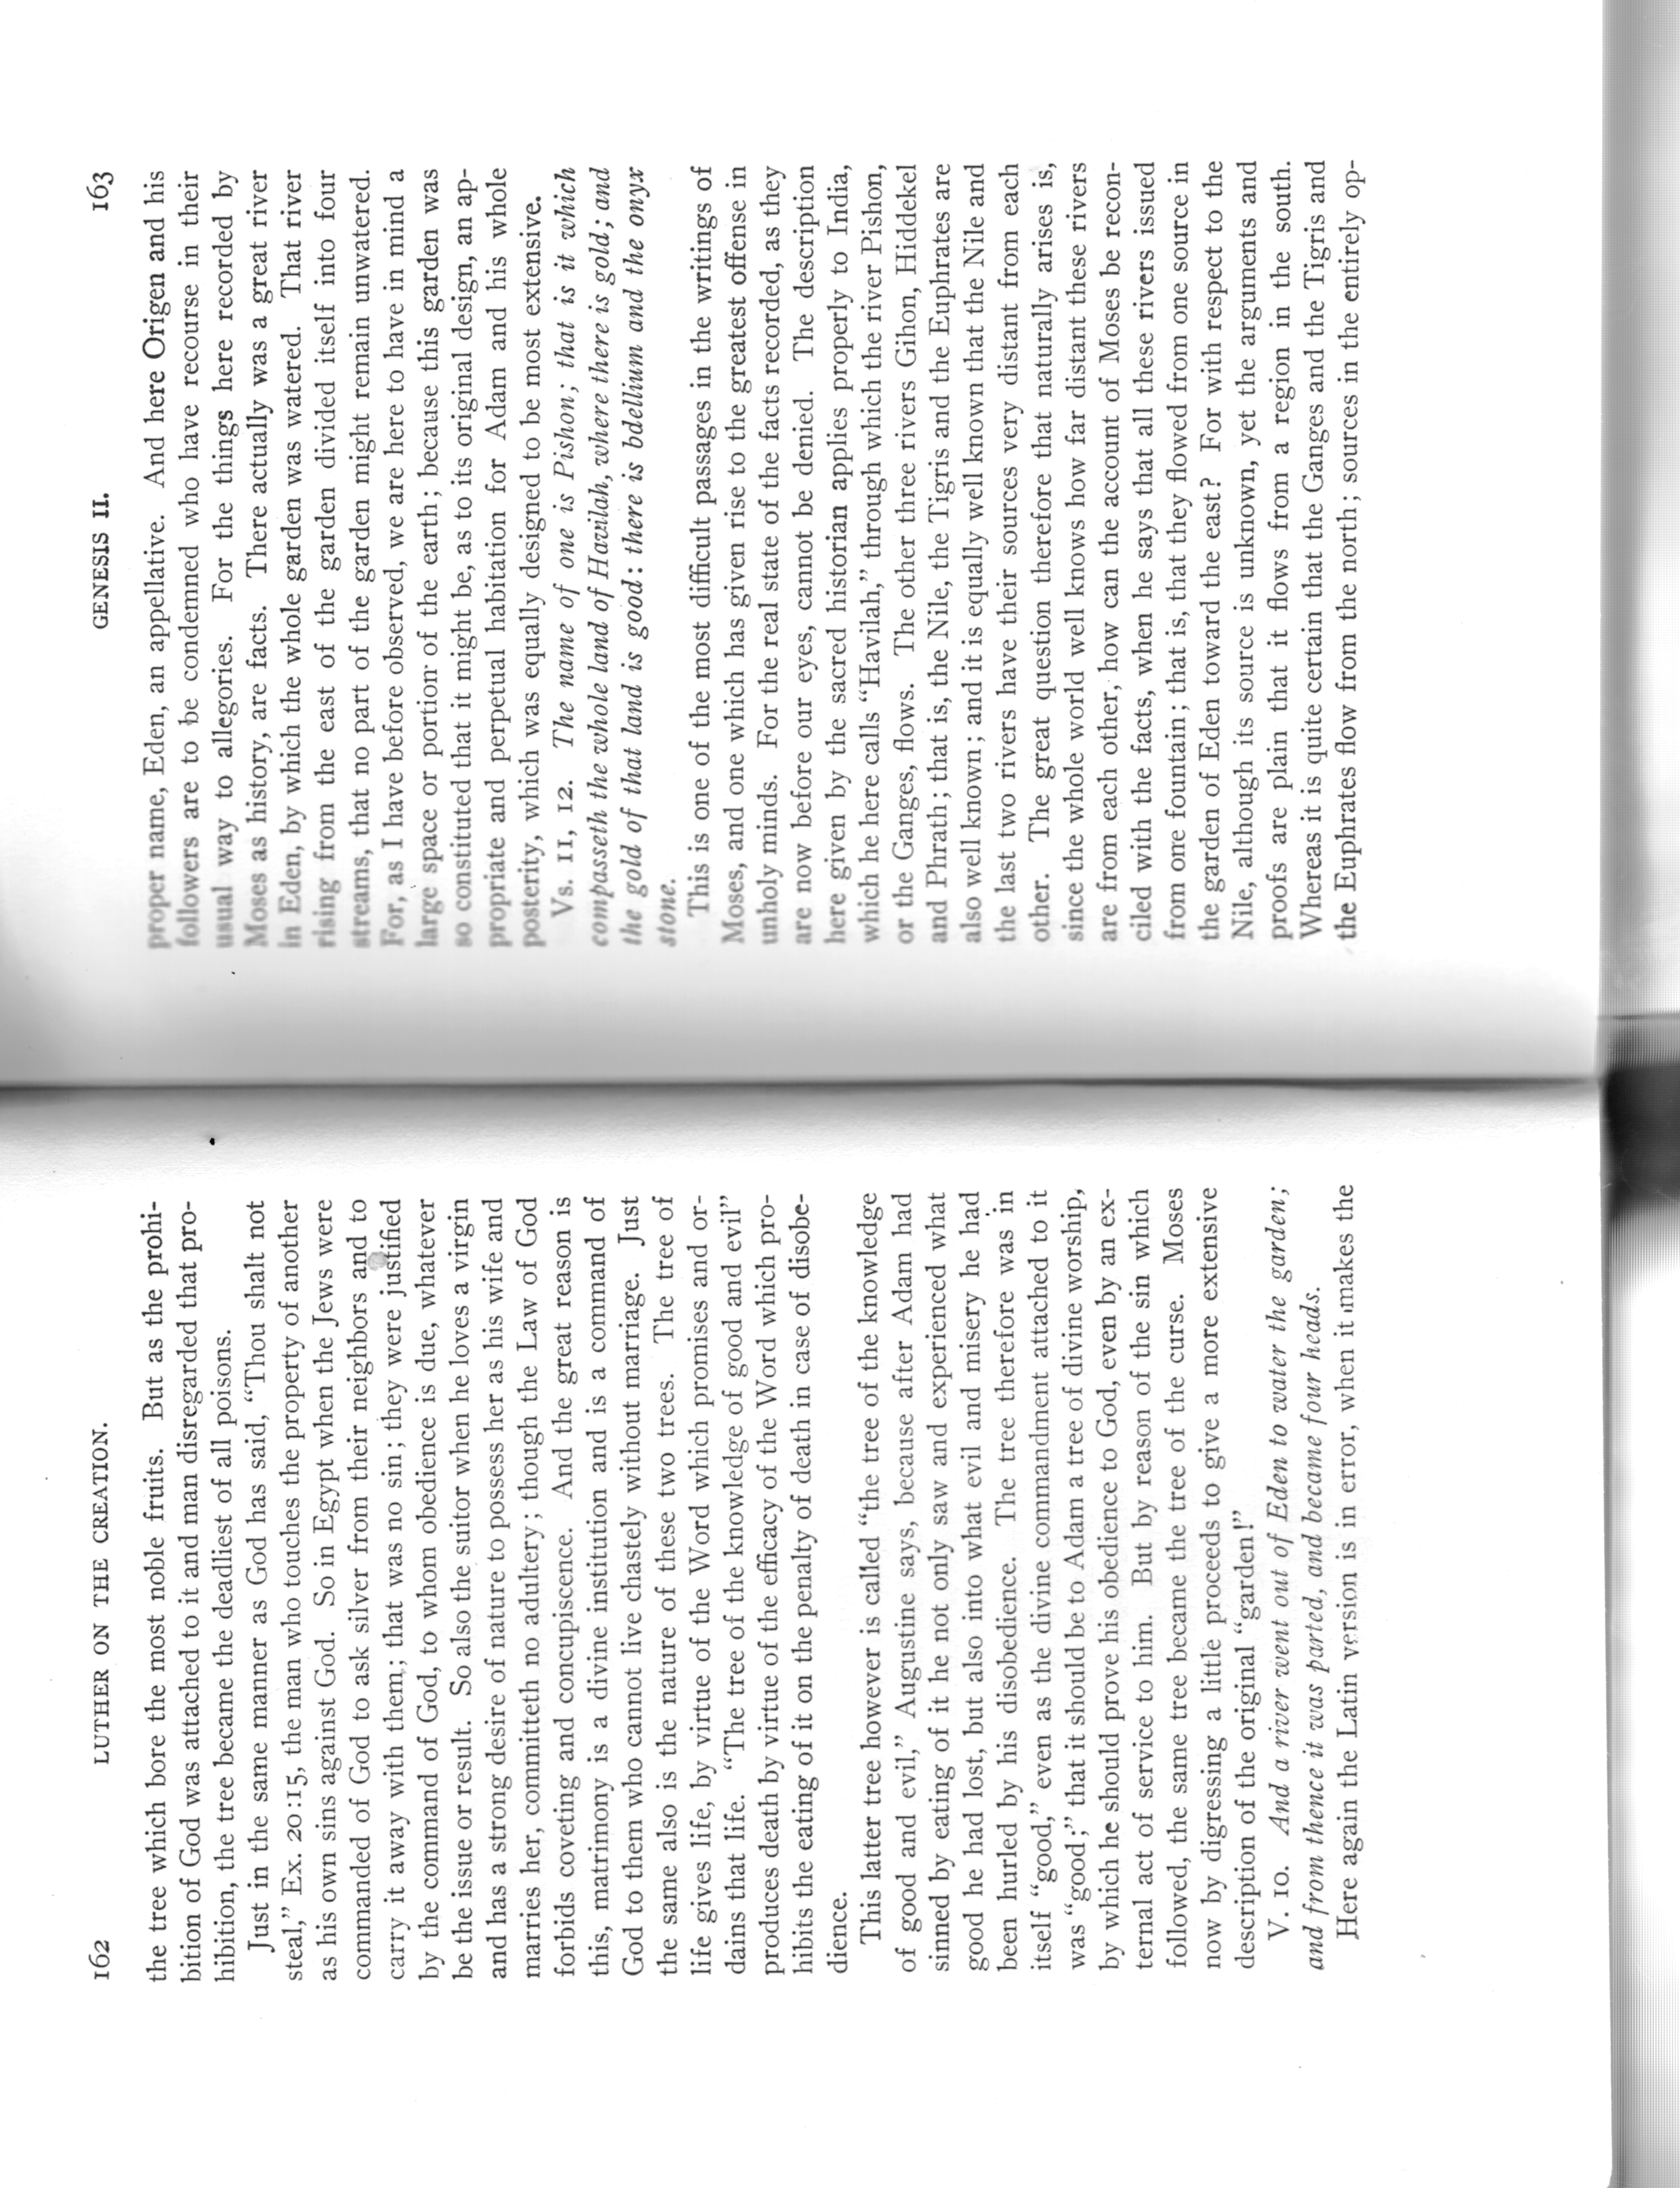 162 LUTHER ON THE CREATION.
the tree which bore the most noble fruits. But as the prohi-
bition of God was attached to it and man disregarded that pro-
hibition, the tree became the deadliest of all poisons.
Just in the same manner as God has said, “Thou shalt not
steal,” Ex. 20:15, the man who touches the property of another
as his own sins against God. So in Egypt when the Jews were
commanded of God to ask silver from their neighbors and to
carry it away with them; that was no sin; they were justified
by the command of God, to whom obedience is due, whatever
be the issue or result. So also the suitor when he loves a virgin
and has a strong desire of nature to possess her as his wife and
marries her, committeth no adultery; though the Law of God
forbids coveting and concupiscence. And the great reason is
this, matrimony is a divine institution and is a command of
God to them who cannot live chastely without marriage. Just
the same also is the nature of these two trees. The tree of
life gives life, by virtue of the Word which promises and or-
dains that life. “The tree of the knowledge of good and evil”
produces death by virtue of the efficacy of the Word which pro-
hibits the eating of it on the penalty of death in case of disobe-
dience.
This latter tree however is called “the tree of the knowledge
of good and evil,” Augustine says, because after Adam had
sinned by eating of it he not only saw and experienced what
good he had lost, but also into what evil and misery he had
been hurled by his disobedience. The tree therefore was in
itself “good,” even as the divine commandment attached to it
was “good;” that it should be to Adam a tree of divine worship,
by which he should prove his obedience to God, even by an ex-
ternal act of service to him. But by reason of the sin which
followed, the same tree became the tree of the curse. Moses
now by digressing a little proceeds to give a more extensive
description of the original “garden!”
V. 10. And a river went out of Eden to water the garden;
and from thence it was parted, and became four heads.
Here again the Latin version is in error, when it makes the
GENESIS II. 163
proper name, Eden, an appellative. And here Origen and his
followers are to be condemned who have recourse in their
usual way to allegories. For the things here recorded by
Moses as history, are facts. There actually was a great river
in Eden, by which the whole garden was watered. That river
rising from the east of the garden divided itself into four
streams, that no part of the garden might remain unwatered.
For, as I have before observed, we are here to have in mind a
large space or portion of the earth; because this garden was
so constituted that it might be, as to its original design, an ap-
propriate and perpetual habitation for Adam and his whole
posterity, which was equally designed to be most extensive.
Vs. 11, 12. The name of one is Pishon; that is it which
compasseth the whole land of Havilah, where there is gold; and
the gold of that land is good: there is bdellium and the onyx
stone.
This is one of the most difficult passages in the writings of
Moses, and one which has given rise to the greatest offense in
unholy minds. For the real state of the facts recorded, as they
are now before our eyes, cannot be denied. The description
here given by the sacred historian applies properly to India,
which he here calls “Havilah,” through which the river Pishon,
or the Ganges, flows. The other three rivers Gihon, Hiddekel
and Phrath; that is, the Nile, the Tigris and the Euphrates are
also well known; and it is equally well known that the Nile and
the last two rivers have their sources very distant from each
other. The great question therefore that naturally arises is,
since the whole world well knows how far distant these rivers
are from each other, how can the account of Moses be recon-
ciled with the facts, when he says that all these rivers issued
from one fountain; that is, that they flowed from one source in
the garden of Eden toward the east? For with respect to the
Nile, although its source is unknown, yet the arguments and
proofs are plain that it flows from a region in the south.
Whereas it is quite certain that the Ganges and the Tigris and
the Euphrates flow from the north; sources in the entirely op-